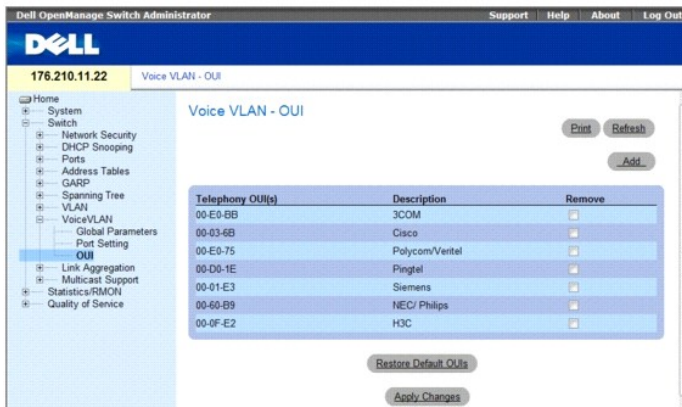 Dell OpenManage Switch Administrator
Support Help About Log Out
DELL
176.210.11.22
Voice VLAN - OUI
Home
System
Switch
Network Security
DHCP Snooping
Ports
Address Tables
GARP
Spanning Tree
VLAN
VoiceVLAN
Global Parameters
Port Setting
OUI
Link Aggregation
Multicast Support
Statistics/RMON
Quality of Service
Voice VLAN - OUI
Print Refresh
Add
Telephony OUI(s) Description Remove
00-E0-BB 3COM
00-03-6B Cisco
00-E0-75 Polycom/Veritel
00-D0-1E Pingtel
00-01-E3 Siemens
00-60-B9 NEC/ Philips
00-0F-E2 H3C
Restore Default OUIs
Apply Changes